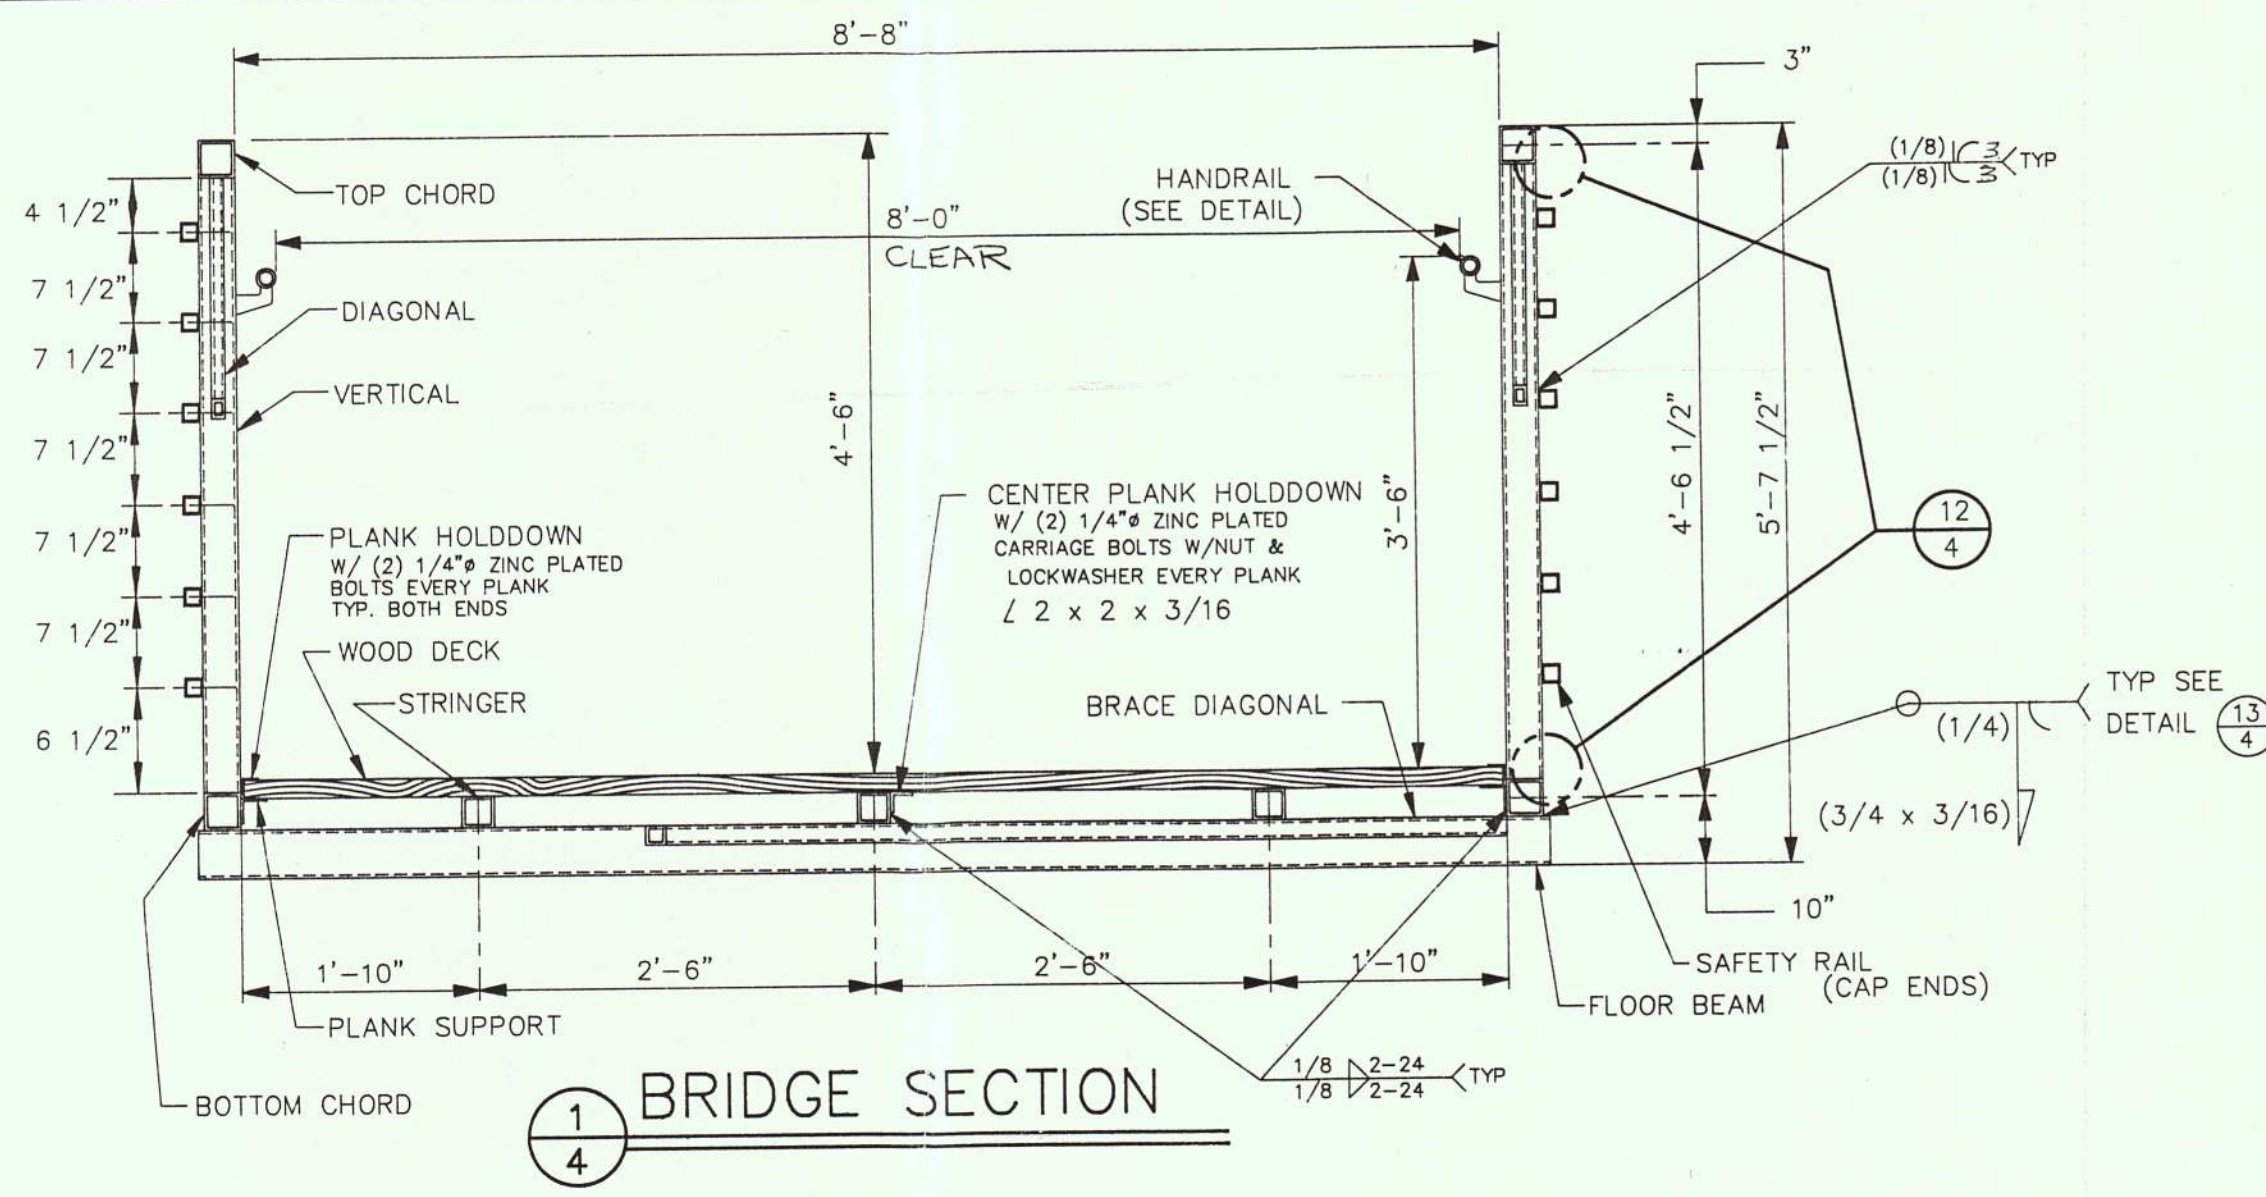 8'-8"
3"
(1/8) 3 TYP
(1/8) 3
TOP CHORD
HANDRAIL
(SEE DETAIL)
8'-0"
CLEAR
4 1/2"
7 1/2"
7 1/2"
7 1/2"
7 1/2"
7 1/2"
6 1/2"
DIAGONAL
VERTICAL
4'-6"
3'-6"
4'-6 1/2"
5'-7 1/2"
12
4
PLANK HOLDDOWN
W/ (2) 1/4"ø ZINC PLATED
BOLTS EVERY PLANK
TYP. BOTH ENDS
CENTER PLANK HOLDDOWN
W/ (2) 1/4"ø ZINC PLATED
CARRIAGE BOLTS W/NUT &
LOCKWASHER EVERY PLANK
∠ 2 x 2 x 3/16
WOOD DECK
STRINGER
BRACE DIAGONAL
TYP SEE
DETAIL 13
4
(1/4)
(3/4 x 3/16)
10"
1'-10"
2'-6"
2'-6"
1'-10"
SAFETY RAIL
(CAP ENDS)
FLOOR BEAM
PLANK SUPPORT
BOTTOM CHORD
1/8 2-24 TYP
1/8 2-24
1
4
BRIDGE SECTION